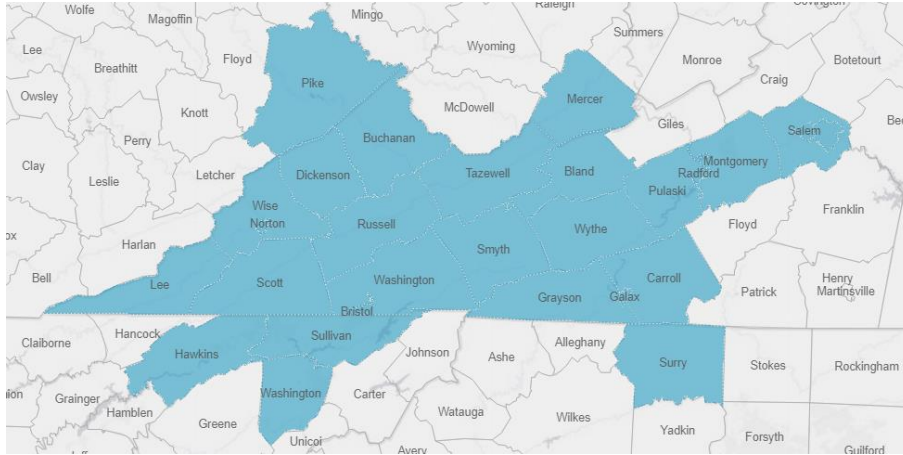 Wolfe
Magoffin
Mingo
Raleigh
Covington
Lee
Floyd
Wyoming
Summers
Breathitt
Monroe
Botetourt
Pike
Craig
Owsley
Knott
McDowell
Mercer
Be
Perry
Buchanan
Giles
Salem
Clay
Letcher
Dickenson
Tazewell
Bland
Radford
Montgomery
Leslie
Pulaski
Wise
Norton
Russell
Wythe
Floyd
Franklin
ox
Harlan
Smyth
Bell
Lee
Scott
Washington
Carroll
Patrick
Henry
Martinsville
Grayson
Galax
Bristol
Hancock
Sullivan
Claiborne
Hawkins
Johnson
Ashe
Alleghany
Surry
Stokes
Rockingham
ion
Grainger
Washington
Carter
Hamblen
Greene
Watauga
Wilkes
Unicoi
Yadkin
Forsyth
Avery
Guilford